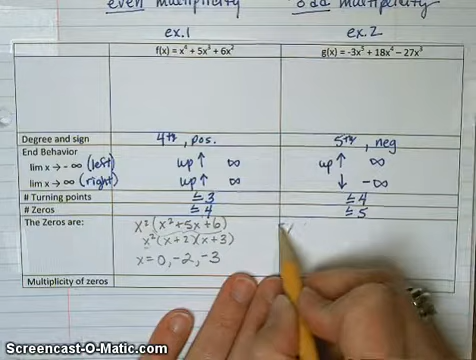 even multiplicity odd multiplicity
ex.1 ex.2
f(x) = x⁴ + 5x³ + 6x² g(x) = -3x⁵ + 18x⁴ – 27x³
Degree and sign 4th, pos. 5th, neg
End Behavior
lim x → -∞ (left) up ↑ ∞ up ↑ ∞
lim x → ∞ (right) up ↑ ∞ ↓ -∞
# Turning points ≤ 3 ≤ 4
# Zeros ≤ 4 ≤ 5
The Zeros are: x²(x²+5x+6)
x²(x+2)(x+3)
x = 0, -2, -3
Multiplicity of zeros
Screencast-O-Matic.com